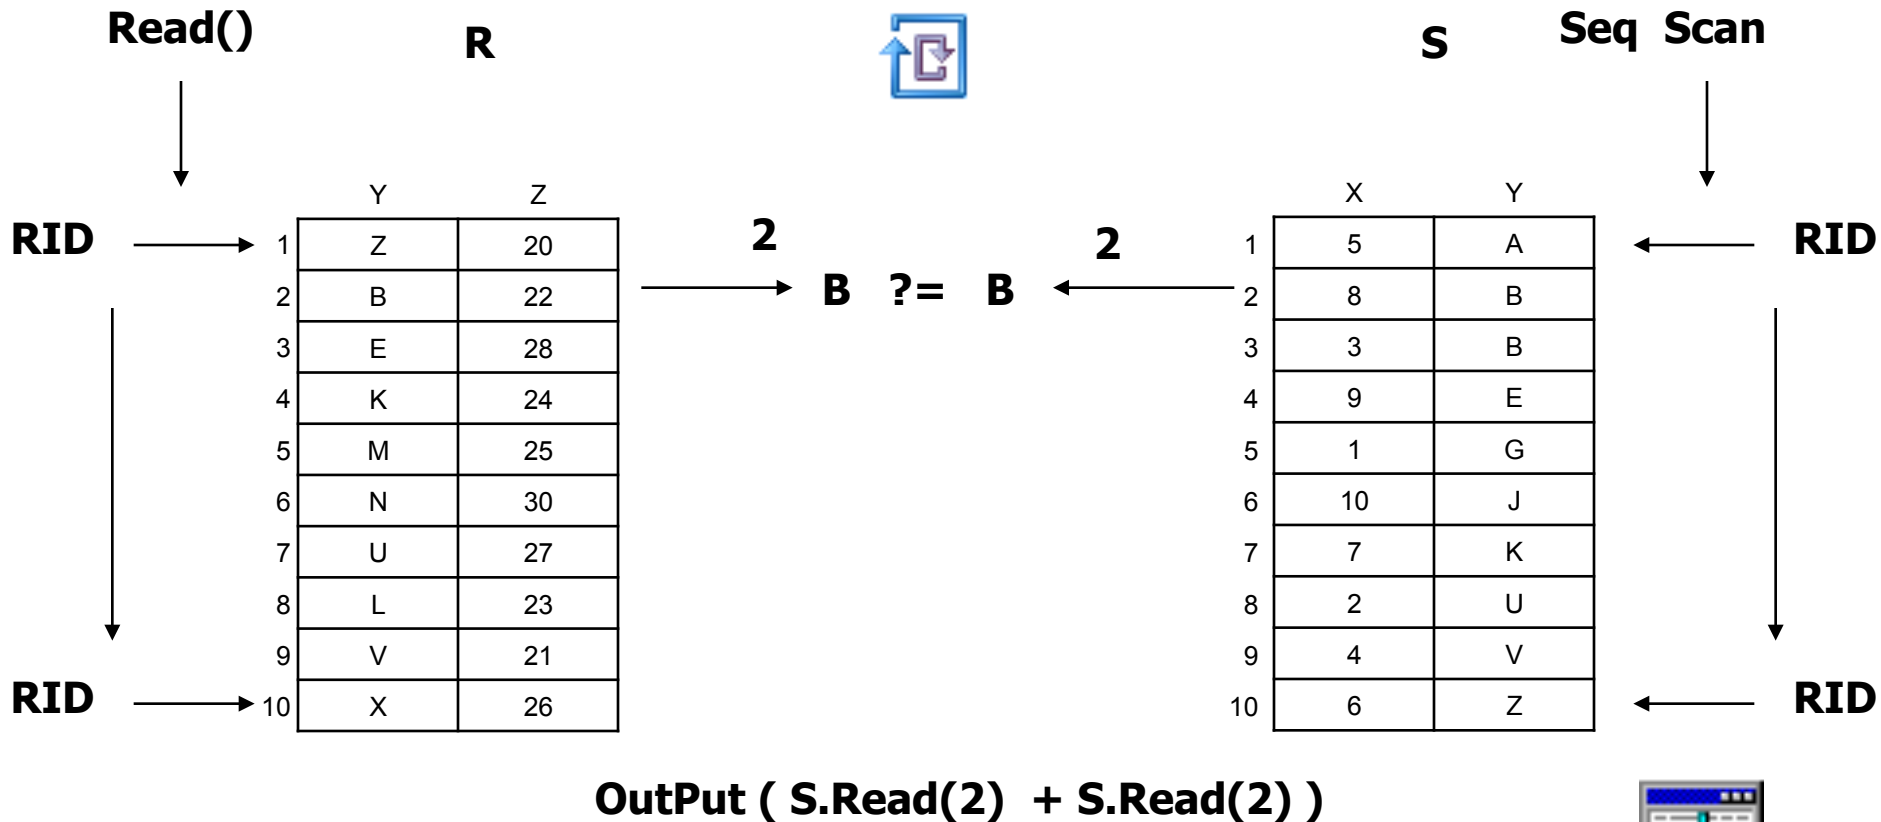 Read() R S Seq Scan
Y Z X Y
RID 1 Z 20 2 2 1 5 A RID
2 B 22 B ?= B 2 8 B
3 E 28 3 3 B
4 K 24 4 9 E
5 M 25 5 1 G
6 N 30 6 10 J
7 U 27 7 7 K
8 L 23 8 2 U
9 V 21 9 4 V
RID 10 X 26 10 6 Z RID
OutPut ( S.Read(2) + S.Read(2) )